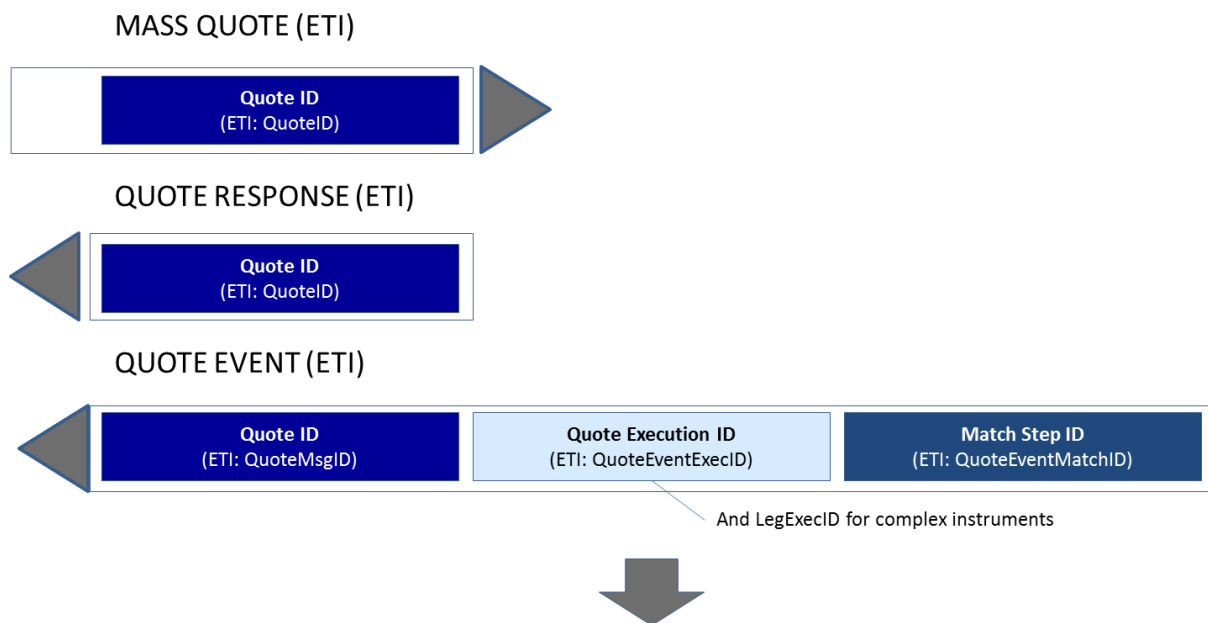 MASS QUOTE (ETI)
Quote ID
(ETI: QuoteID)
QUOTE RESPONSE (ETI)
Quote ID
(ETI: QuoteID)
QUOTE EVENT (ETI)
Quote ID
(ETI: QuoteMsgID)
Quote Execution ID
(ETI: QuoteEventExecID)
Match Step ID
(ETI: QuoteEventMatchID)
And LegExecID for complex instruments